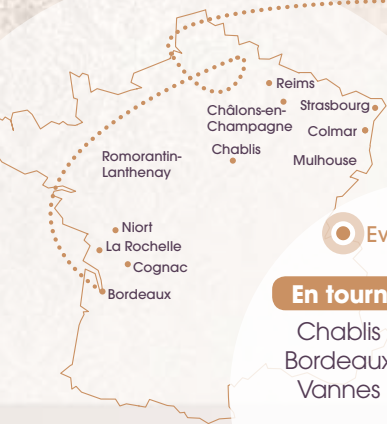 Reims
Châlons-en-
Champagne
Strasbourg
Colmar
Chablis
Mulhouse
Romorantin-
Lanthenay
Niort
La Rochelle
Cognac
Bordeaux
Ev
En tourn
Chablis
Bordeaux
Vannes